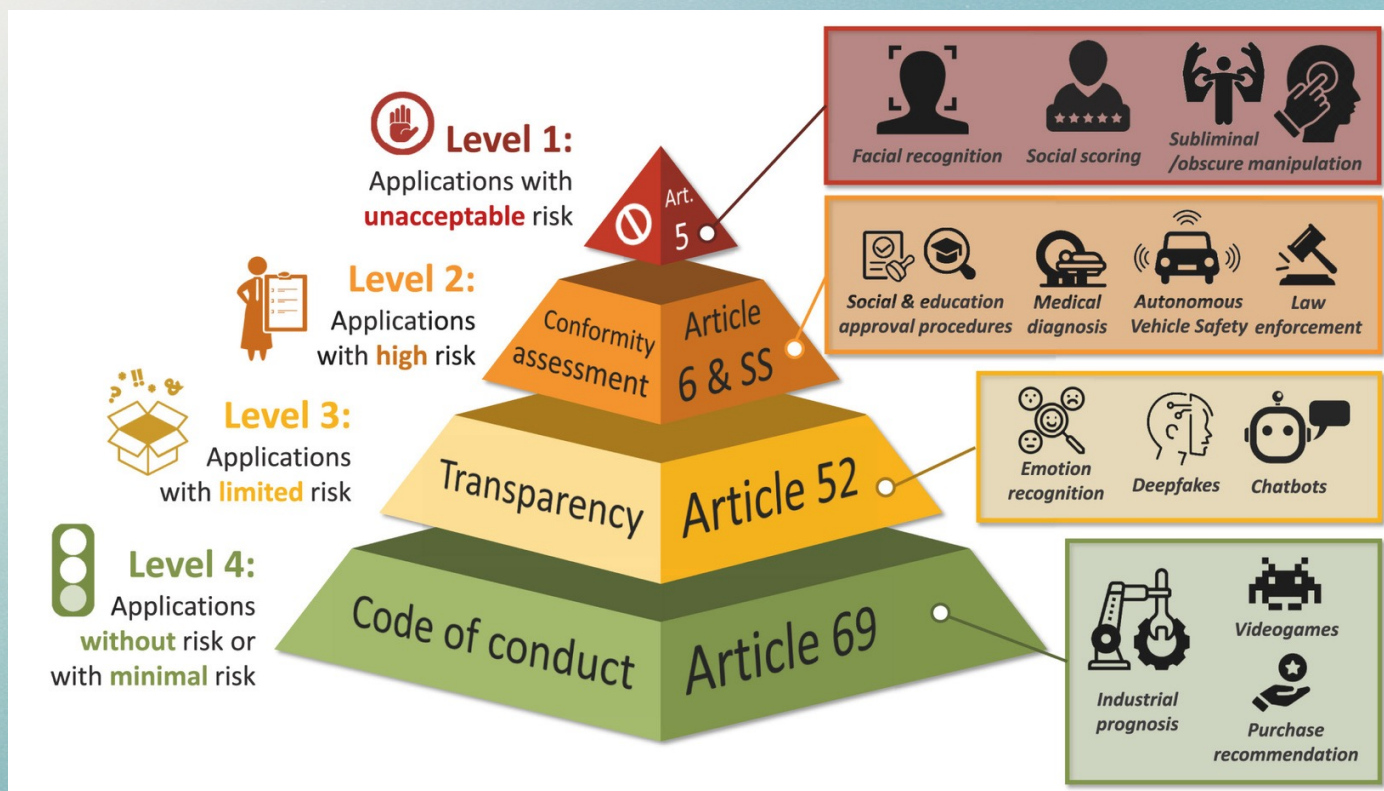 Level 1:
Applications with
unacceptable risk
Art.
5
Facial recognition
Social scoring
Subliminal
/obscure manipulation
Level 2:
Applications
with high risk
Conformity
assessment
Article
6 & SS
Social & education
approval procedures
Medical
diagnosis
Autonomous
Vehicle Safety
Law
enforcement
?*!!*&
Level 3:
Applications
with limited risk
Transparency
Article 52
Emotion
recognition
Deepfakes
Chatbots
Level 4:
Applications
without risk or
with minimal risk
Code of conduct
Article 69
Industrial
prognosis
Videogames
Purchase
recommendation